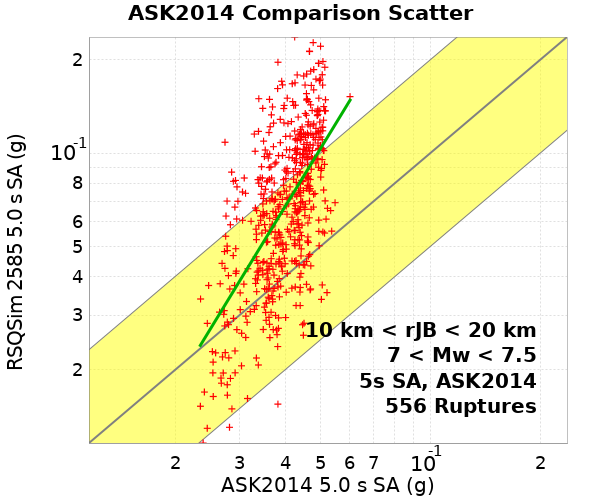 ASK2014 Comparison Scatter
RSQSim 2585 5.0 s SA (g)
2
10-1
8
6
5
4
3
2
10 km < rJB < 20 km
7 < Mw < 7.5
5s SA, ASK2014
556 Ruptures
2 3 4 5 6 7 10-1 2
ASK2014 5.0 s SA (g)